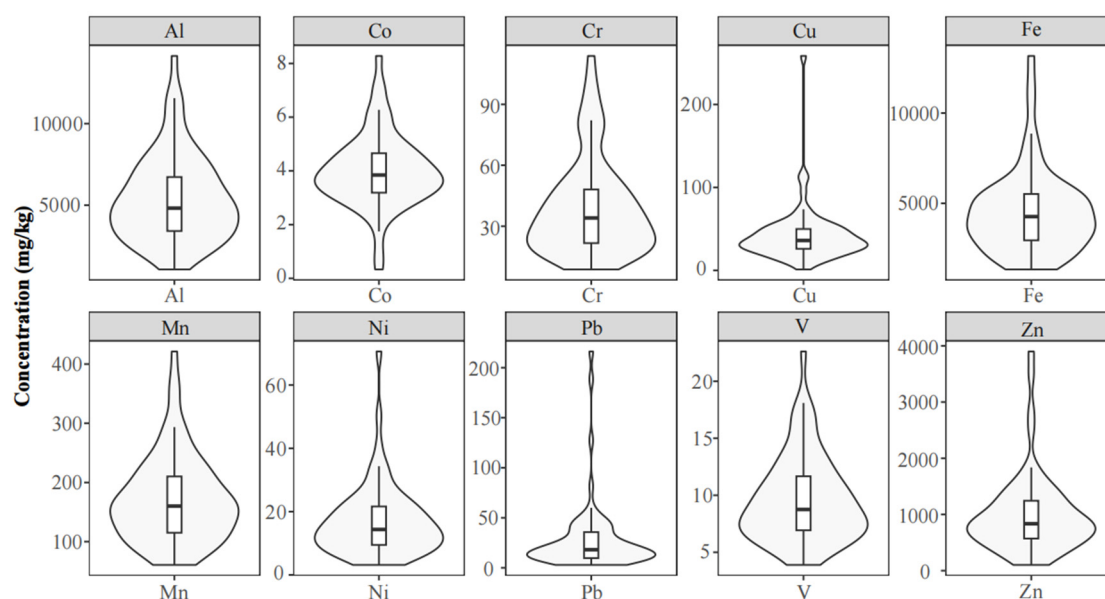 Concentration (mg/kg)
Al
Co
Cr
Cu
Fe
10000
5000
8
6
4
2
0
90
60
30
200
100
0
10000
5000
Al
Co
Cr
Cu
Fe
Mn
Ni
Pb
V
Zn
400
300
200
100
60
40
20
0
200
150
100
50
0
20
15
10
5
4000
3000
2000
1000
0
Mn
Ni
Pb
V
Zn